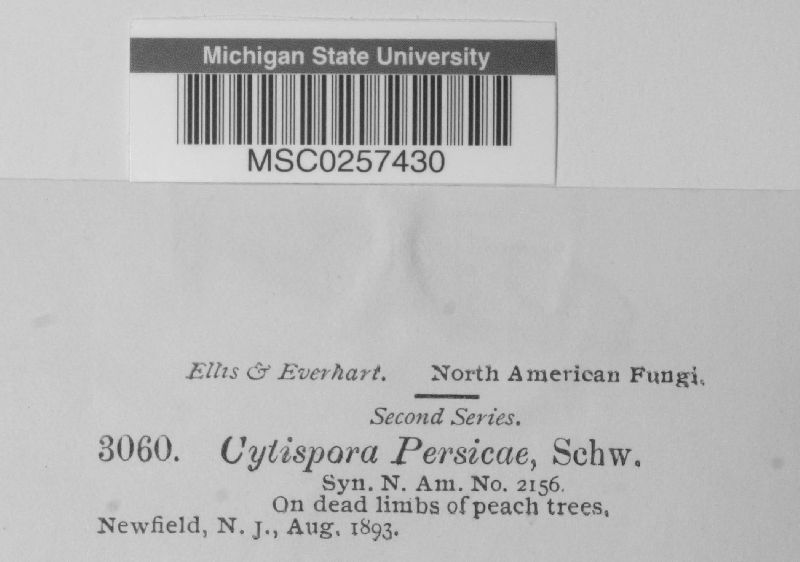 Michigan State University
MSC0257430
Ellis & Everhart. North American Fungi.
Second Series.
3060. Cytispora Persicae, Schw.
Syn. N. Am. No. 2156.
On dead limbs of peach trees,
Newfield, N. J., Aug. 1893.